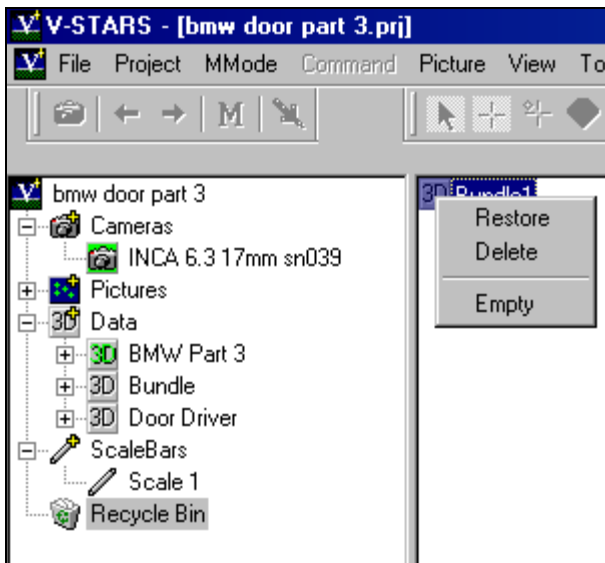 V-STARS - [bmw door part 3.prj]
File Project MMode Command Picture View To
M
bmw door part 3
Cameras
INCA 6.3 17mm sn039
Pictures
3D Data
3D BMW Part 3
3D Bundle
3D Door Driver
ScaleBars
Scale 1
Recycle Bin
3D Bundle1
Restore
Delete
Empty